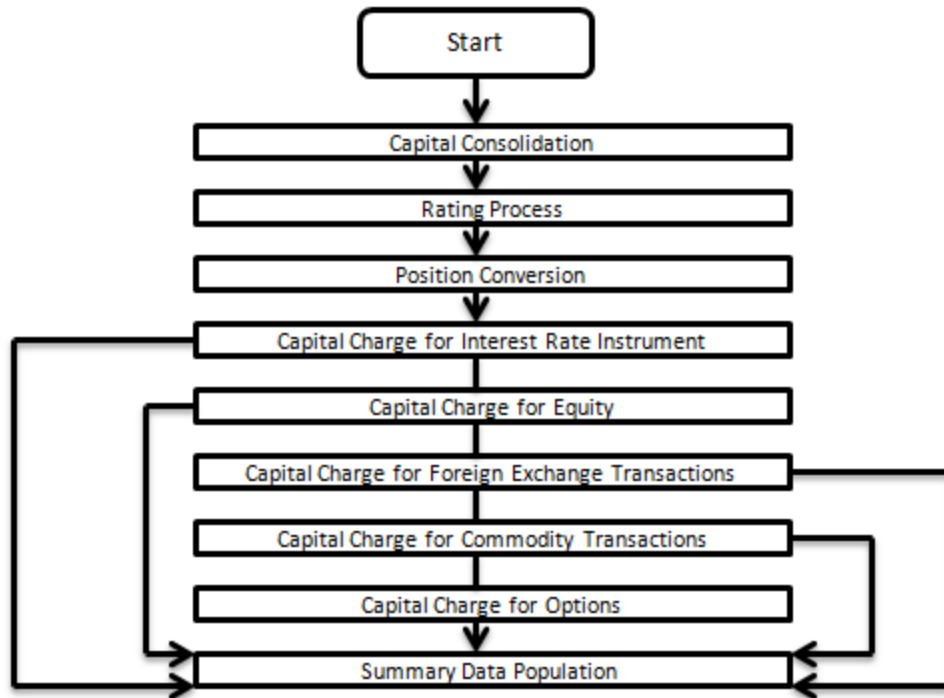 Start
Capital Consolidation
Rating Process
Position Conversion
Capital Charge for Interest Rate Instrument
Capital Charge for Equity
Capital Charge for Foreign Exchange Transactions
Capital Charge for Commodity Transactions
Capital Charge for Options
Summary Data Population